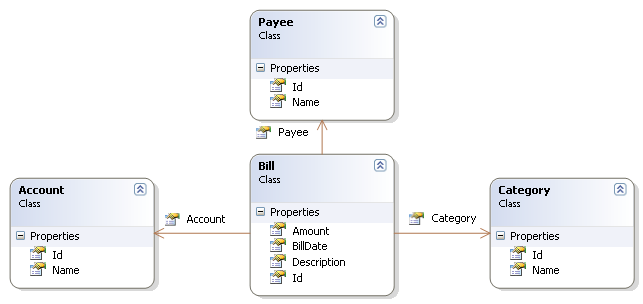 Payee
Class
Properties
Id
Name
Payee
Bill
Class
Properties
Amount
BillDate
Description
Id
Account
Account
Class
Properties
Id
Name
Category
Category
Class
Properties
Id
Name